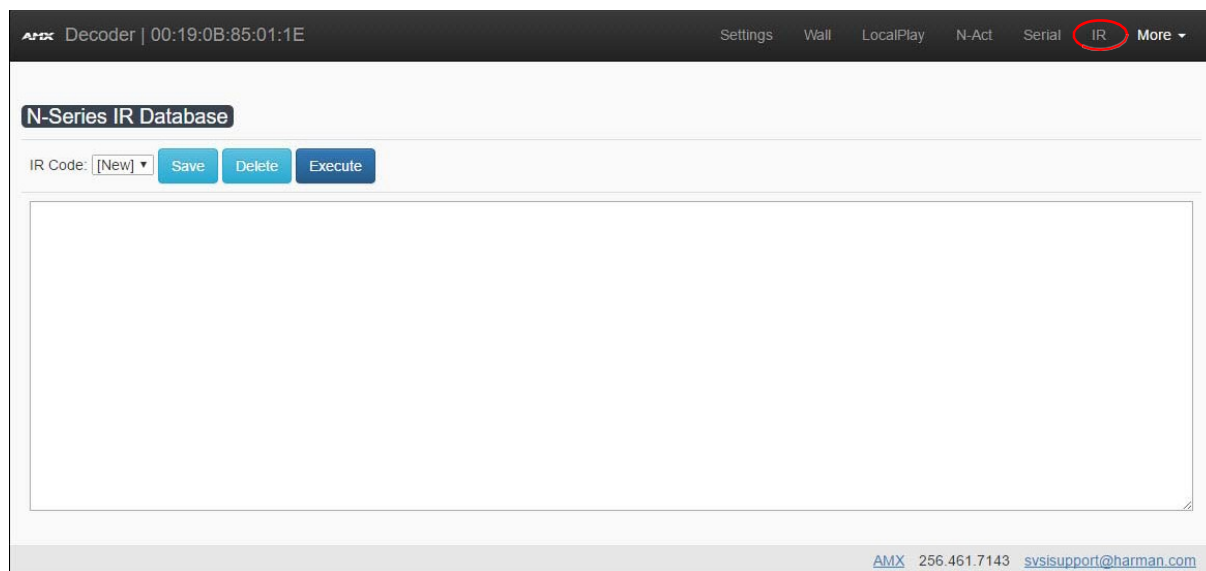 AMX Decoder | 00:19:0B:85:01:1E Settings Wall LocalPlay N-Act Serial IR More
N-Series IR Database
IR Code: [New] Save Delete Execute
AMX 256.461.7143 svsisupport@harman.com